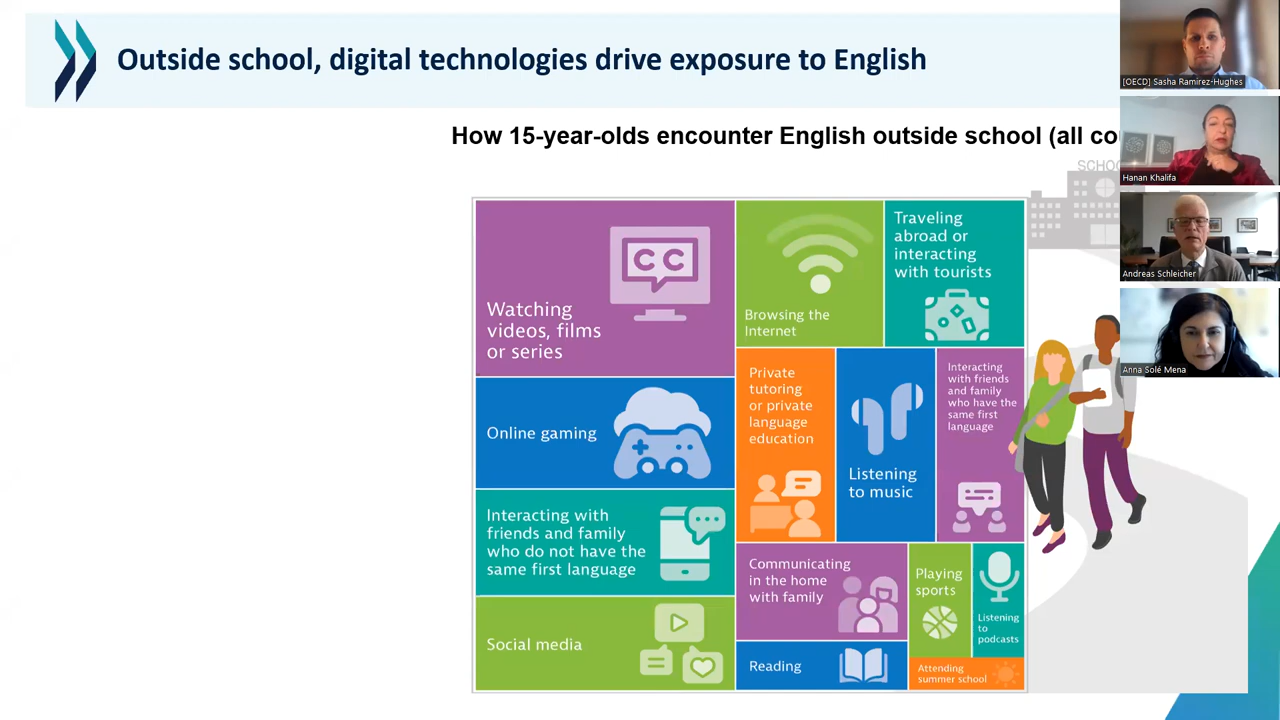 Outside school, digital technologies drive exposure to English
How 15-year-olds encounter English outside school (all co
SCHOO
CC
Watching
videos, films
or series
Online gaming
Interacting with
friends and family
who do not have the
same first language
Social media
Browsing the
Internet
Traveling
abroad or
interacting
with tourists
Private
tutoring
or private
language
education
Listening
to music
Interacting
with friends
and family
who have the
same first
language
Communicating
in the home
with family
Reading
Playing
sports
Listening
to
podcasts
Attending
summer school
[OECD] Sasha Ramirez-Hughes
Hanan Khalifa
Andreas Schleicher
Anna Solé Mena